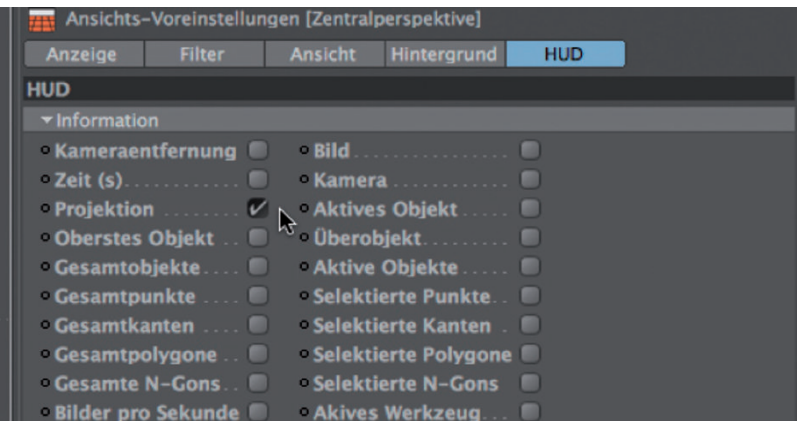 Ansichts-Voreinstellungen [Zentralperspektive]
Anzeige Filter Ansicht Hintergrund HUD
HUD
Information
Kameraentfernung Bild
Zeit (s) Kamera
Projektion Aktives Objekt
Oberstes Objekt Überobjekt
Gesamtobjekte Aktive Objekte
Gesamtpunkte Selektierte Punkte
Gesamtkanten Selektierte Kanten
Gesamtpolygone Selektierte Polygone
Gesamte N-Gons Selektierte N-Gons
Bilder pro Sekunde Akives Werkzeug